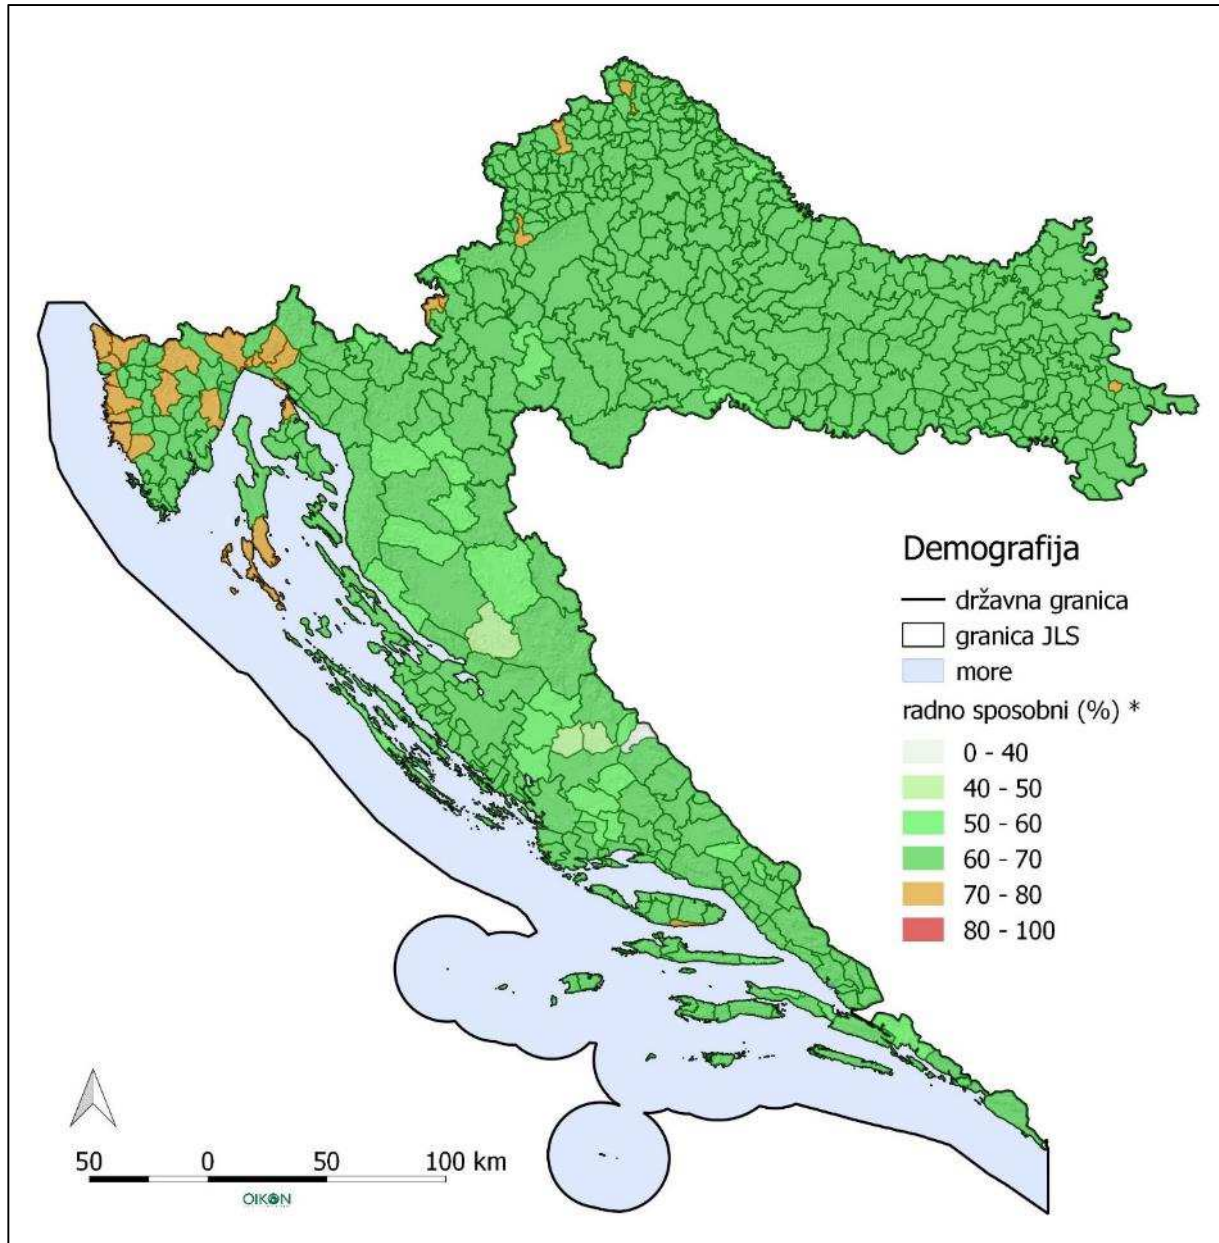 Demografija
državna granica
granica JLS
more
radno sposobni (%) *
0 - 40
40 - 50
50 - 60
60 - 70
70 - 80
80 - 100
50 0 50 100 km
OIKON